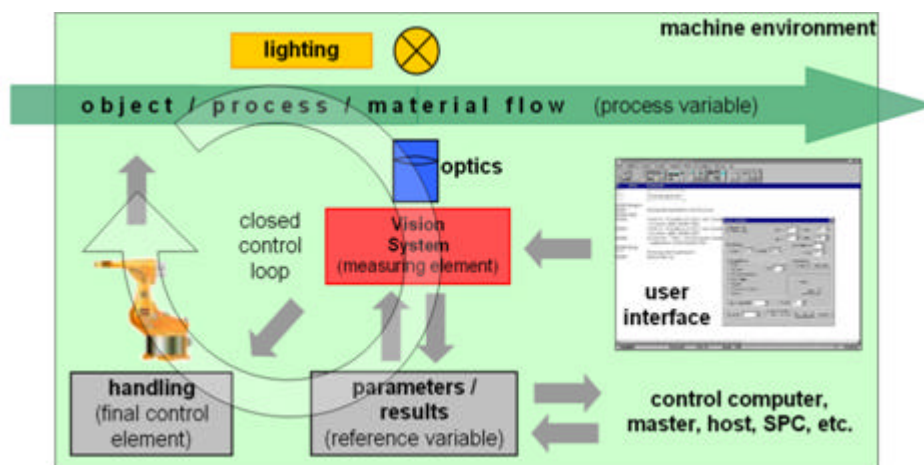 machine environment
lighting
object / process / material flow (process variable)
optics
Vision
System
(measuring element)
closed
control
loop
user
interface
handling
(final control
element)
parameters /
results
(reference variable)
control computer,
master, host, SPC, etc.